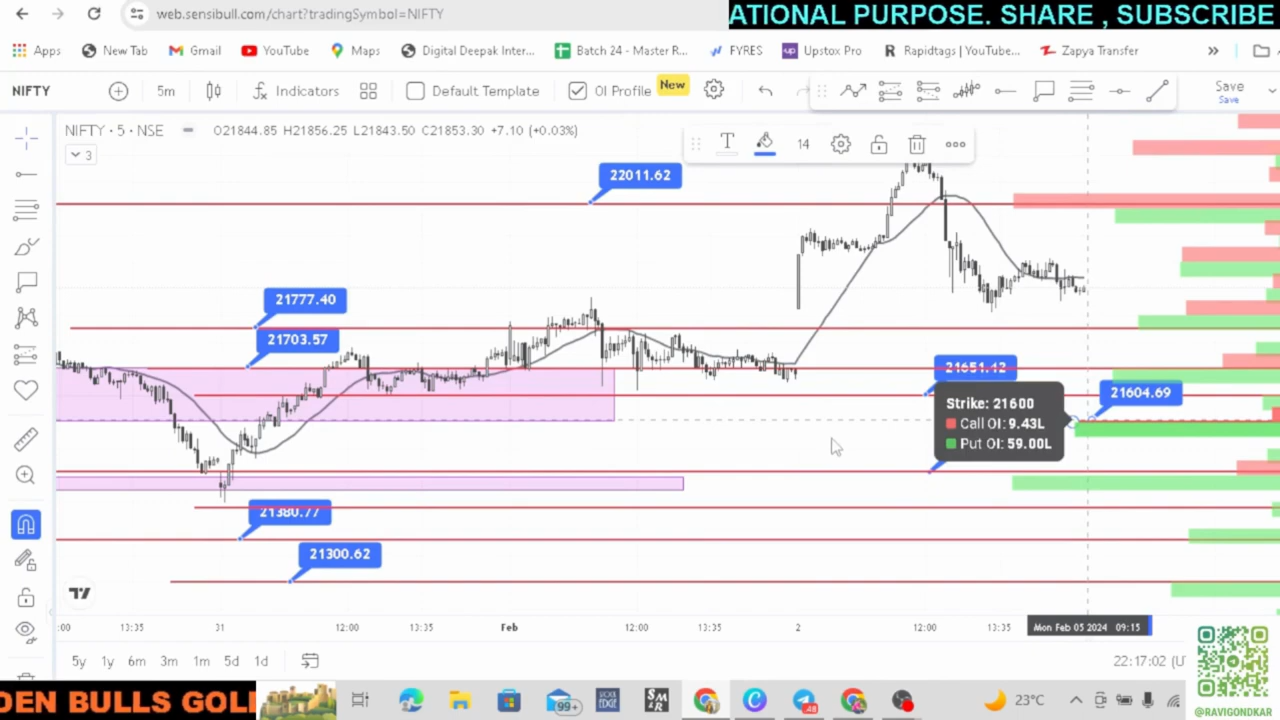 web.sensibull.com/chart?tradingSymbol=NIFTY
ATIONAL PURPOSE. SHARE , SUBSCRIBE
Apps
New Tab
Gmail
YouTube
Maps
Digital Deepak Inter...
Batch 24 - Master R...
FYRES
Upstox Pro
Rapidtags | YouTube...
Zapya Transfer
NIFTY
5m
Indicators
Default Template
OI Profile
New
Save
Save
NIFTY · 5 · NSE
O21844.85 H21856.25 L21843.50 C21853.30 +7.10 (+0.03%)
3
T
14
22011.62
21777.40
21703.57
21651.42
21604.69
Strike: 21600
Call OI: 9.43L
Put OI: 59.00L
21380.77
21300.62
:00
13:35
31
12:00
13:35
Feb
12:00
13:35
2
12:00
13:35
Mon Feb 05 2024 09:15
5y
1y
6m
3m
1m
5d
1d
22:17:02 (U
DEN BULLS GOL
99+
23°C
@RAVIGONDKAR